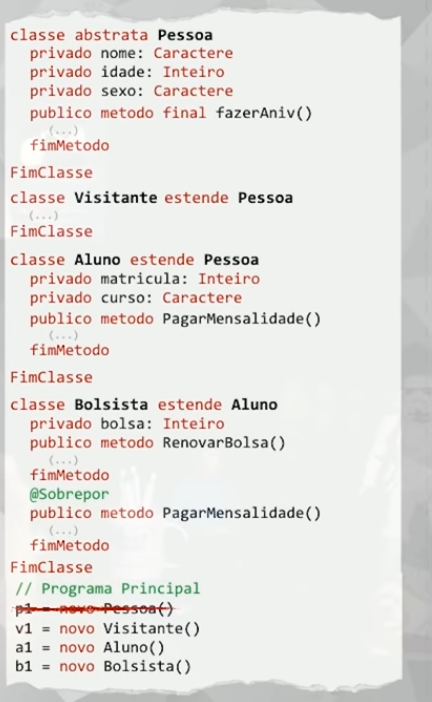 classe abstrata Pessoa
privado nome: Caractere
privado idade: Inteiro
privado sexo: Caractere
publico metodo final fazerAniv()
(...)
fimMetodo
FimClasse
classe Visitante estende Pessoa
(...)
FimClasse
classe Aluno estende Pessoa
privado matricula: Inteiro
privado curso: Caractere
publico metodo PagarMensalidade()
(...)
fimMetodo
FimClasse
classe Bolsista estende Aluno
privado bolsa: Inteiro
publico metodo RenovarBolsa()
(...)
fimMetodo
@Sobrepor
publico metodo PagarMensalidade()
(...)
fimMetodo
FimClasse
// Programa Principal
p1 = novo Pessoa()
v1 = novo Visitante()
a1 = novo Aluno()
b1 = novo Bolsista()